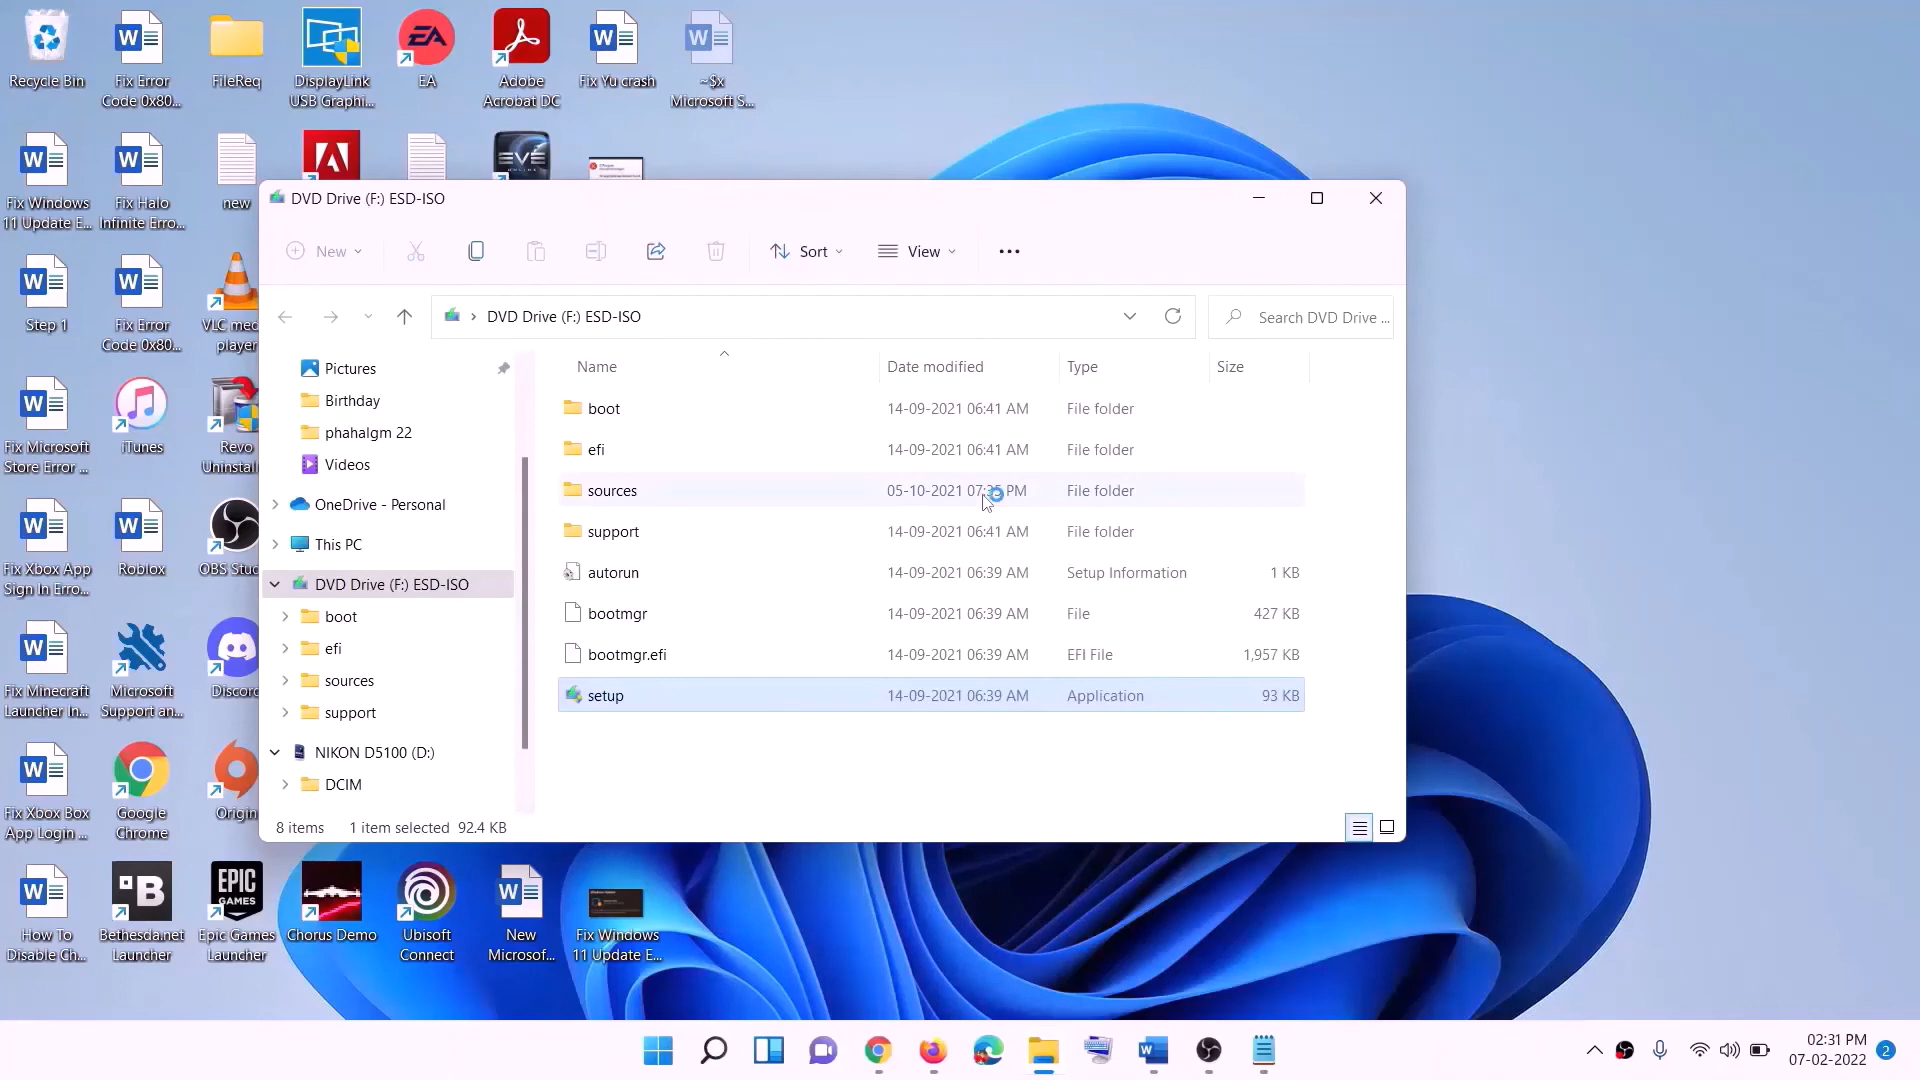 Recycle Bin
Fix Error
Code 0x80...
FileReq
DisplayLink
USB Graphi...
EA
Adobe
Acrobat DC
Fix Yu crash
~$x
Microsoft S...
Fix Windows
11 Update E...
Fix Halo
Infinite Erro...
new
EVE
Step 1
Fix Error
Code 0x80...
VLC med
player
Fix Microsoft
Store Error ...
iTunes
Revo
Uninstal
Fix Xbox App
Sign In Erro...
Roblox
OBS Stud
Fix Minecraft
Launcher In...
Microsoft
Support an...
Discord
Fix Xbox Box
App Login ...
Google
Chrome
Origin
How To
Disable Ch...
Bethesda.net
Launcher
EPIC
GAMES
Epic Games
Launcher
Chorus Demo
Ubisoft
Connect
New
Microsof...
Fix Windows
11 Update E...
DVD Drive (F:) ESD-ISO
New
Sort
View
DVD Drive (F:) ESD-ISO
Search DVD Drive ...
Pictures
Birthday
phahalgm 22
Videos
OneDrive - Personal
This PC
DVD Drive (F:) ESD-ISO
boot
efi
sources
support
NIKON D5100 (D:)
DCIM
Name Date modified Type Size
boot 14-09-2021 06:41 AM File folder
efi 14-09-2021 06:41 AM File folder
sources 05-10-2021 PM File folder
support 14-09-2021 06:41 AM File folder
autorun 14-09-2021 06:39 AM Setup Information 1 KB
bootmgr 14-09-2021 06:39 AM File 427 KB
bootmgr.efi 14-09-2021 06:39 AM EFI File 1,957 KB
setup 14-09-2021 06:39 AM Application 93 KB
8 items 1 item selected 92.4 KB
02:31 PM
07-02-2022
2